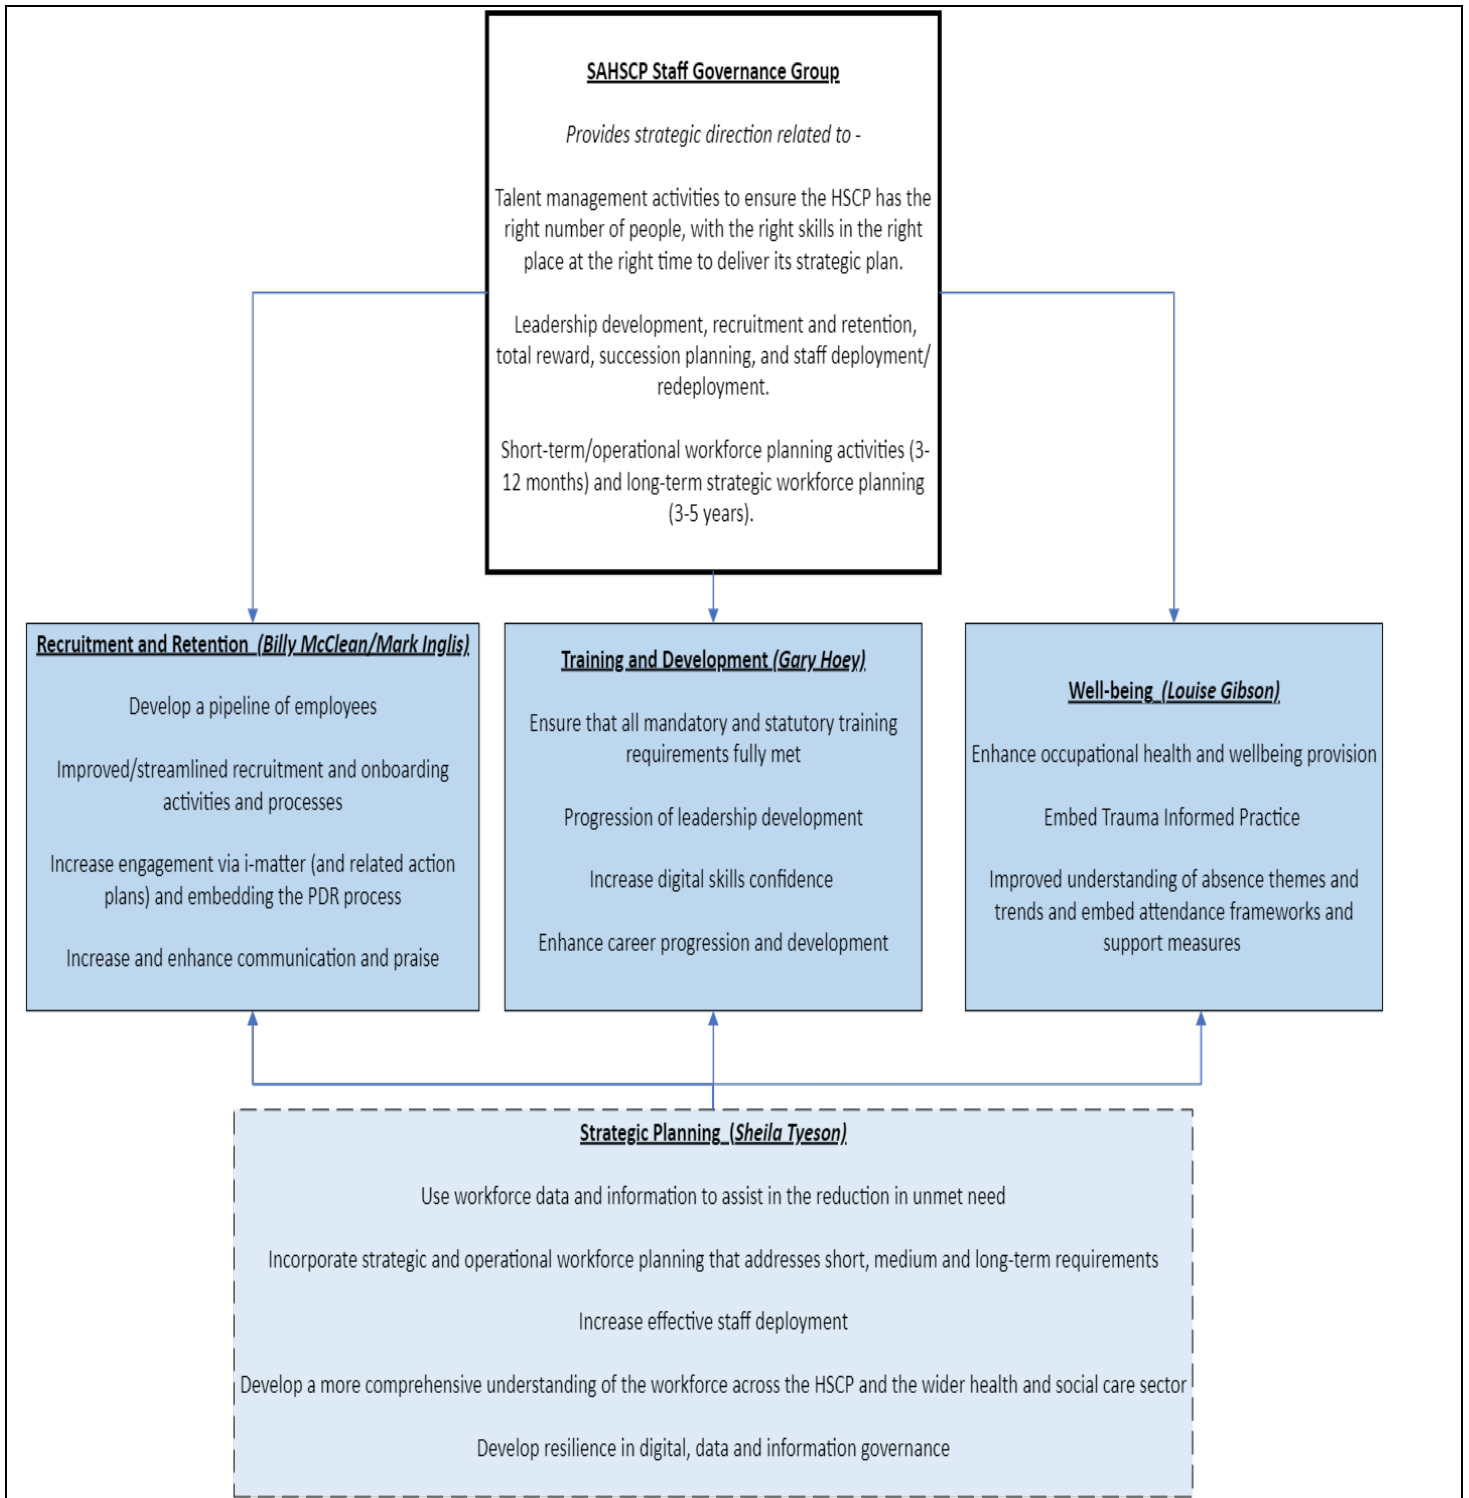 SAHSCP Staff Governance Group
Provides strategic direction related to -
Talent management activities to ensure the HSCP has the
right number of people, with the right skills in the right
place at the right time to deliver its strategic plan.
Leadership development, recruitment and retention,
total reward, succession planning, and staff deployment/
redeployment.
Short-term/operational workforce planning activities (3-
12 months) and long-term strategic workforce planning
(3-5 years).
Recruitment and Retention (Billy McClean/Mark Inglis)
Develop a pipeline of employees
Improved/streamlined recruitment and onboarding
activities and processes
Increase engagement via i-matter (and related action
plans) and embedding the PDR process
Increase and enhance communication and praise
Training and Development (Gary Hoey)
Ensure that all mandatory and statutory training
requirements fully met
Progression of leadership development
Increase digital skills confidence
Enhance career progression and development
Well-being (Louise Gibson)
Enhance occupational health and wellbeing provision
Embed Trauma Informed Practice
Improved understanding of absence themes and
trends and embed attendance frameworks and
support measures
Strategic Planning (Sheila Tyeson)
Use workforce data and information to assist in the reduction in unmet need
Incorporate strategic and operational workforce planning that addresses short, medium and long-term requirements
Increase effective staff deployment
Develop a more comprehensive understanding of the workforce across the HSCP and the wider health and social care sector
Develop resilience in digital, data and information governance